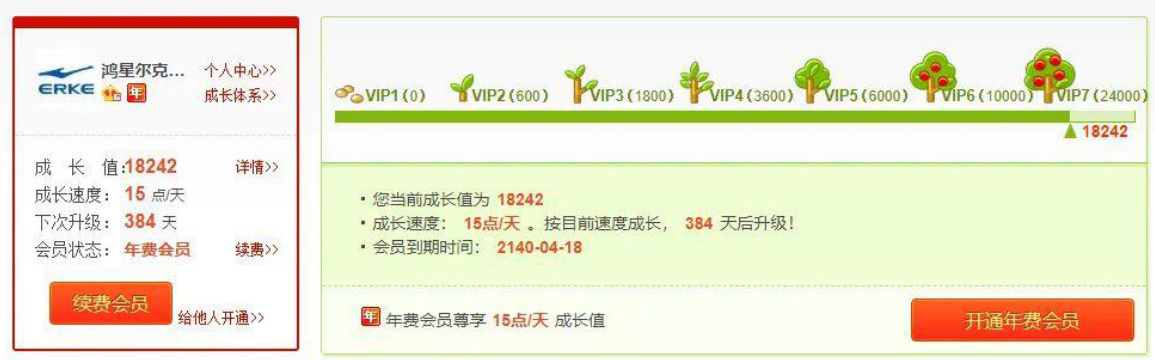 鸿星尔克...
个人中心>>
ERKE
年
成长体系>>
成 长 值:18242
详情>>
成长速度: 15 点/天
下次升级: 384 天
会员状态: 年费会员
续费>>
续费会员
给他人开通>>
VIP1(0)
VIP2(600)
VIP3(1800)
VIP4(3600)
VIP5(6000)
VIP6(10000)
VIP7(24000)
18242
· 您当前成长值为 18242
· 成长速度: 15点/天 。按目前速度成长, 384 天后升级!
· 会员到期时间: 2140-04-18
年 年费会员尊享 15点/天 成长值
开通年费会员